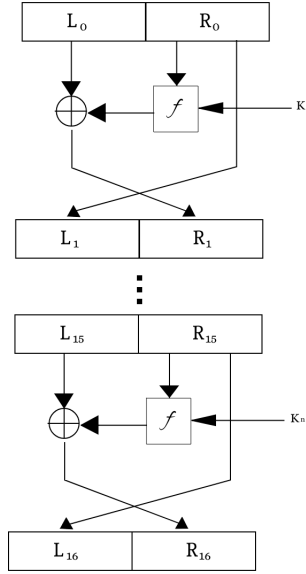 L₀ R₀
f K
L₁ R₁
L₁₅ R₁₅
f Kₙ
L₁₆ R₁₆